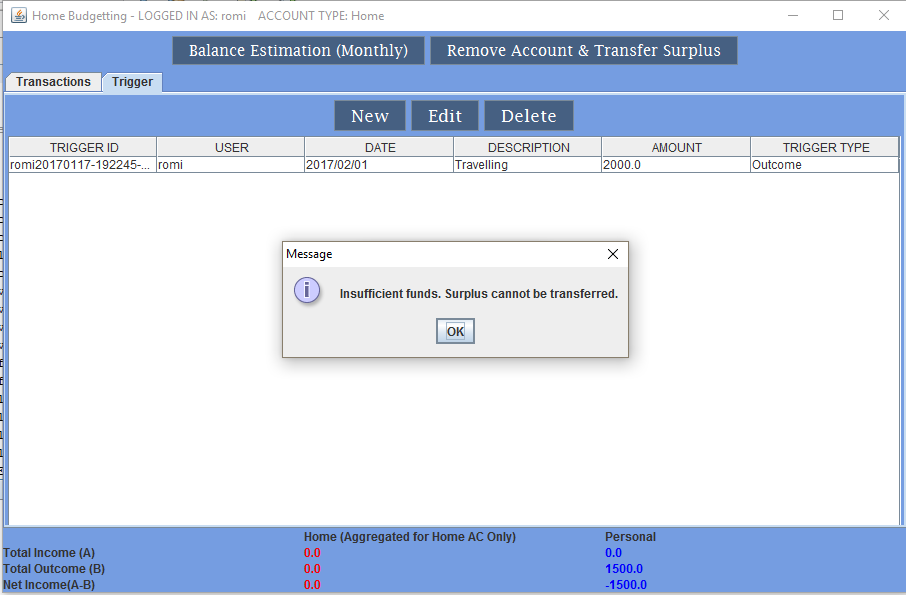 Home Budgetting - LOGGED IN AS: romi ACCOUNT TYPE: Home
Balance Estimation (Monthly) Remove Account & Transfer Surplus
Transactions Trigger
New Edit Delete
TRIGGER ID USER DATE DESCRIPTION AMOUNT TRIGGER TYPE
romi20170117-192245-... romi 2017/02/01 Travelling 2000.0 Outcome
Message
Insufficient funds. Surplus cannot be transferred.
OK
Home (Aggregated for Home AC Only) Personal
Total Income (A) 0.0 0.0
Total Outcome (B) 0.0 1500.0
Net Income(A-B) 0.0 -1500.0